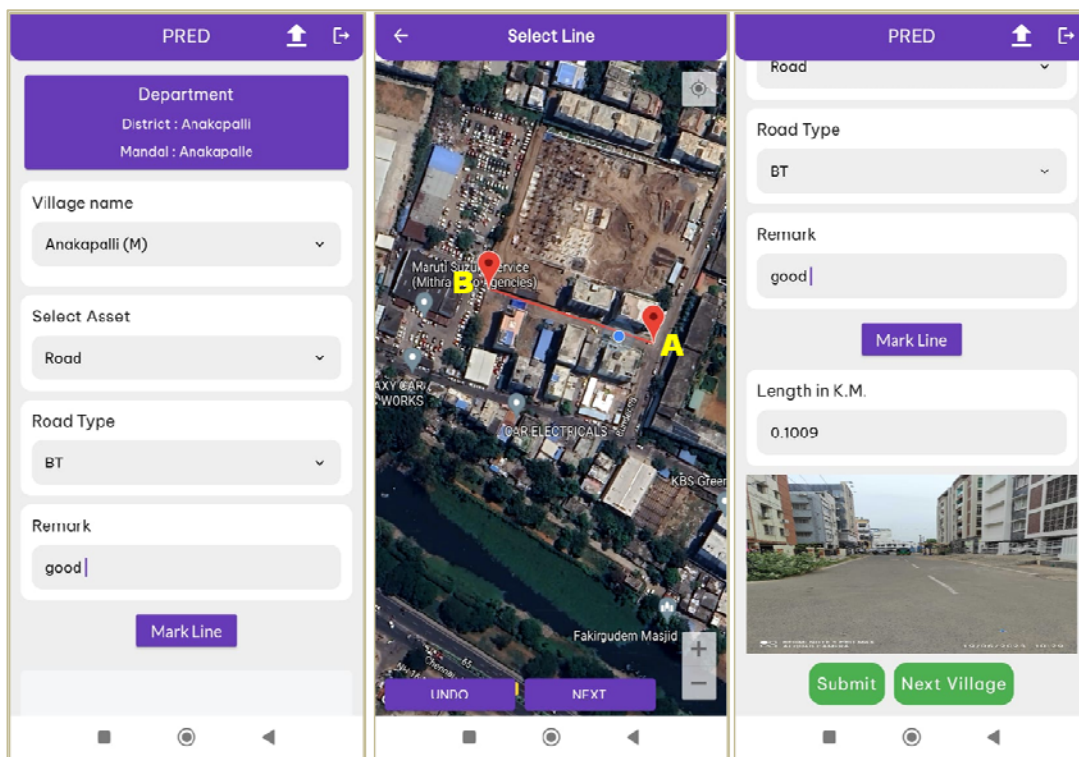 PRED
Department
District : Anakapalli
Mandal : Anakapalle
Village name
Anakapalli (M)
Select Asset
Road
Road Type
BT
Remark
good
Mark Line
Select Line
Maruti Suzuki Service
(Mithra Agencies)
B
A
AXY CAR
WORKS
CAR ELECTRICALS
KBS Green
Fakirgudem Masjid
65
UNDO
NEXT
PRED
Road
Road Type
BT
Remark
good
Mark Line
Length in K.M.
0.1009
Submit
Next Village